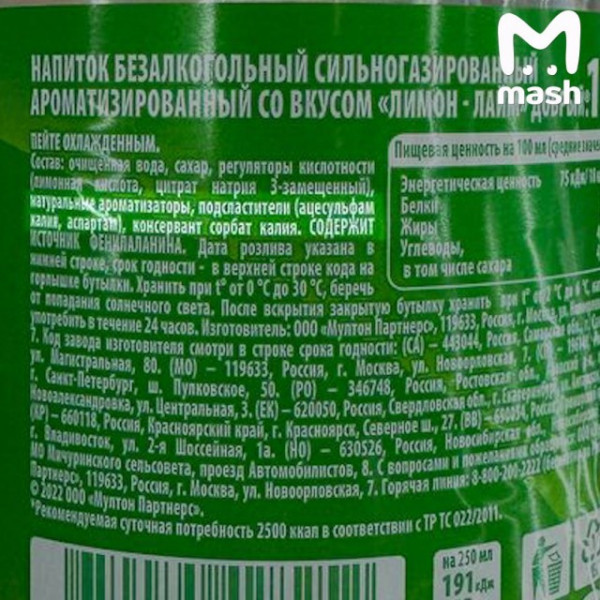 mash
НАПИТОК БЕЗАЛКОГОЛЬНЫЙ СИЛЬНОГАЗИРОВАННЫЙ
АРОМАТИЗИРОВАННЫЙ СО ВКУСОМ «ЛИМОН - ЛАЙМ»
ПЕЙТЕ ОХЛАЖДЕННЫМ.
Состав: очищенная вода, сахар, регуляторы кислотности
(лимонная кислота, цитрат натрия 3-замещенный),
натуральные ароматизаторы, подсластители (ацесульфам
калия, аспартам), консервант сорбат калия. СОДЕРЖИТ
ИСТОЧНИК ФЕНИЛАЛАНИНА. Дата розлива указана в
нижней строке, срок годности - в верхней строке кода на
горлышке бутылки. Хранить при t° от 0 °C до 30 °C, беречь
от попадания солнечного света. После вскрытия закрытую бутылку хранить при t° от
употребить в течение 24 часов. Изготовитель: ООО «Мултон Партнерс», 119633, Россия, г. Москва, ул.
7. Код завода изготовителя смотри в строке срока годности: (СА) – 443044, Россия,
ул. Магистральная, 80. (МО) – 119633, Россия, г. Москва, ул. Новоорловская, 7.
г. Санкт-Петербург, ш. Пулковское, 50. (РО) – 346748, Россия, Ростовская обл.
Новоалександровка, ул. Центральная, 3. (ЕК) – 620050, Россия, Свердловская обл. г. Екатеринбург,
(КР) – 660118, Россия, Красноярский край, г. Красноярск, Северное ш., 27. (ВВ) –
г. Владивосток, ул. 2-я Шоссейная, 1а. (НО) – 630526, Россия, Новосибирская обл.
МО Мичуринского сельсовета, проезд Автомобилистов, 8. С вопросами и пожеланиями
Партнерс», 119633, Россия, г. Москва, ул. Новоорловская, 7. Горячая линия: 8-800-200-2222
© 2022 ООО «Мултон Партнерс».
*Рекомендуемая суточная потребность 2500 ккал в соответствии с ТР ТС 022/2011.
Пищевая ценность на 100 мл
Энергетическая ценность 75 кДж
Белки
Жиры
Углеводы,
в том числе сахара
на 250 мл
191 кДж